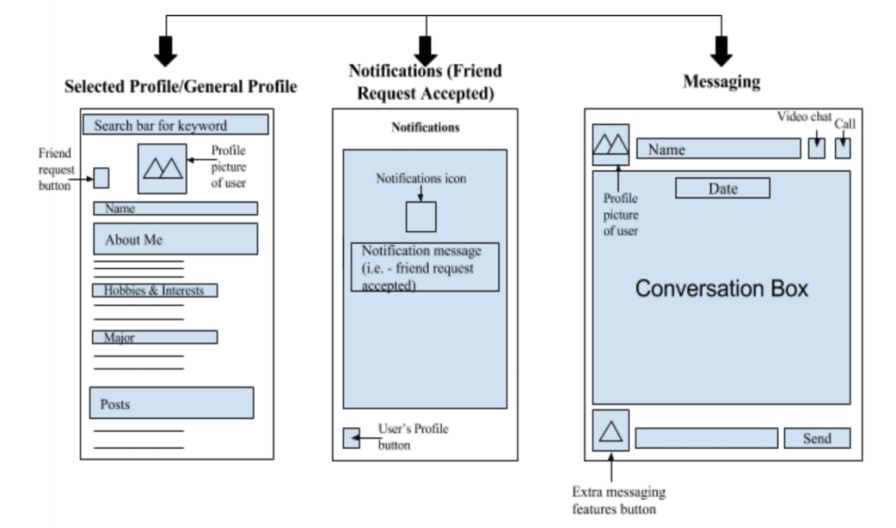 Selected Profile/General Profile
Search bar for keyword
Friend
request
button
Profile
picture
of user
Name
About Me
Hobbies & Interests
Major
Posts
Notifications (Friend
Request Accepted)
Notifications
Notifications icon
Notification message
(i.e. - friend request
accepted)
User's Profile
button
Messaging
Video chat
Call
Name
Profile
picture
of user
Date
Conversation Box
Send
Extra messaging
features button